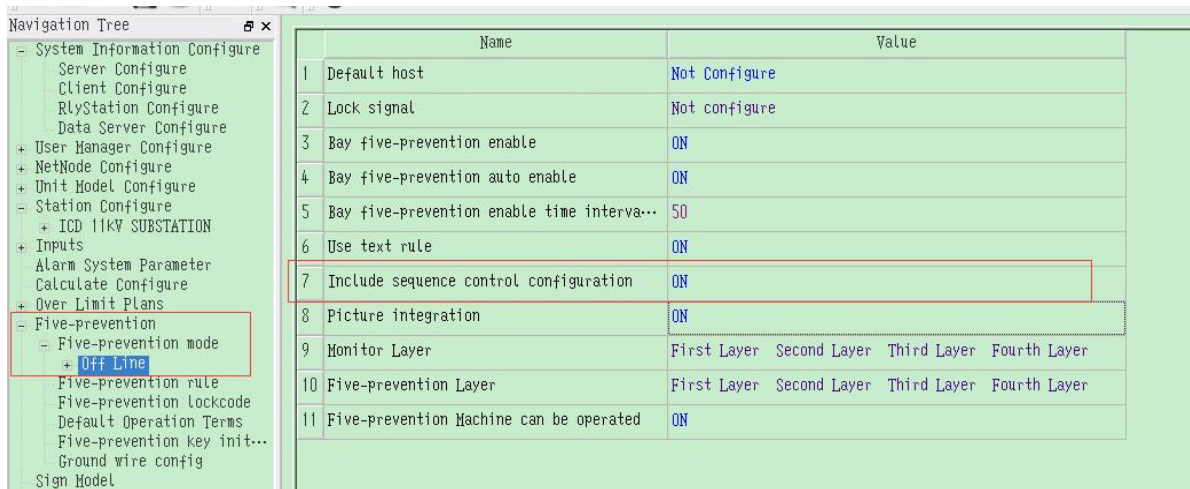 Navigation Tree
System Information Configure
Server Configure
Client Configure
RlyStation Configure
Data Server Configure
User Manager Configure
NetNode Configure
Unit Model Configure
Station Configure
ICD 11kV SUBSTATION
Inputs
Alarm System Parameter
Calculate Configure
Over Limit Plans
Five-prevention
Five-prevention mode
Off Line
Five-prevention rule
Five-prevention lockcode
Default Operation Terms
Five-prevention key init···
Ground wire config
Sign Model
Name Value
1 Default host Not Configure
2 Lock signal Not configure
3 Bay five-prevention enable ON
4 Bay five-prevention auto enable ON
5 Bay five-prevention enable time interva··· 50
6 Use text rule ON
7 Include sequence control configuration ON
8 Picture integration ON
9 Monitor Layer First Layer Second Layer Third Layer Fourth Layer
10 Five-prevention Layer First Layer Second Layer Third Layer Fourth Layer
11 Five-prevention Machine can be operated ON